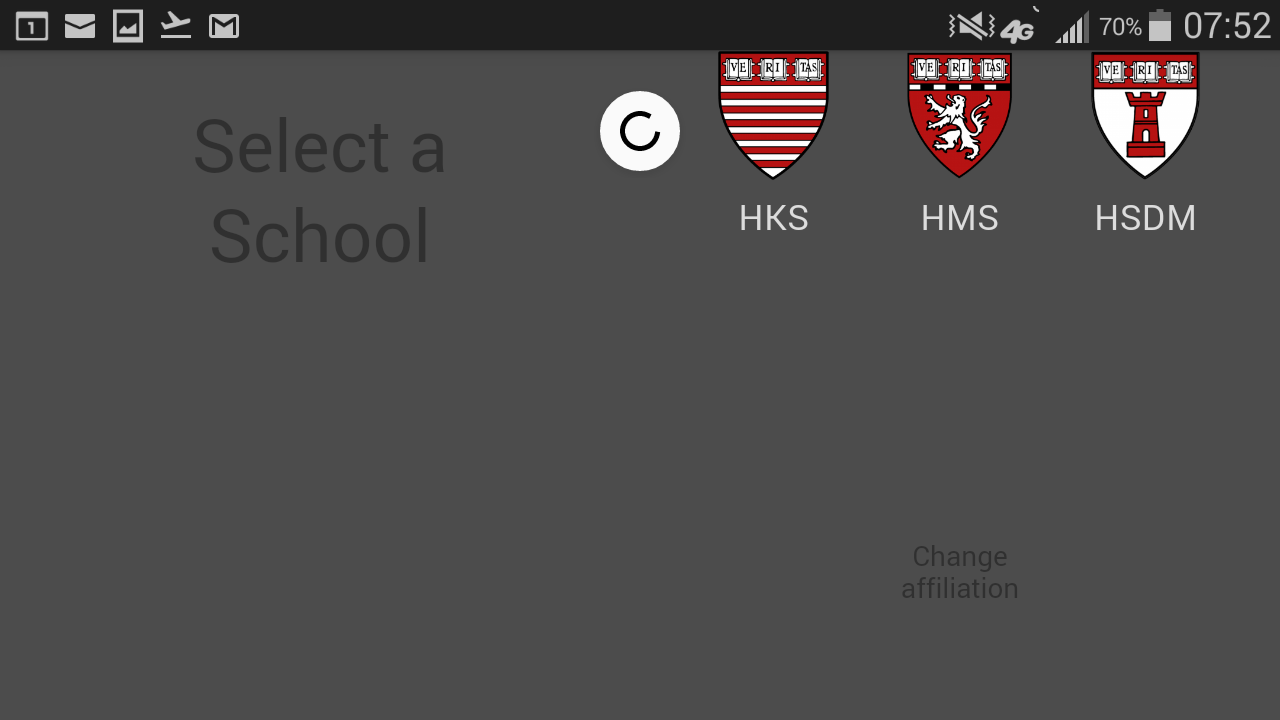 1
4G
70%
07:52
Select a
School
VE RI TAS
VE RI TAS
VE RI TAS
HKS
HMS
HSDM
Change
affiliation